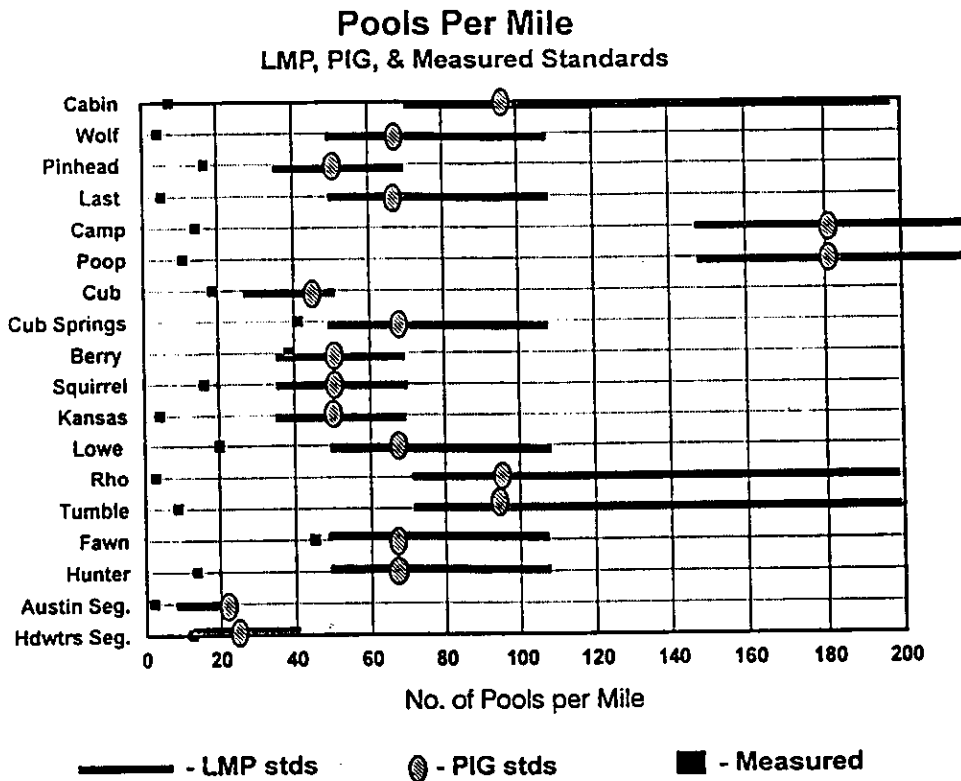 Pools Per Mile
LMP, PIG, & Measured Standards
Cabin
Wolf
Pinhead
Last
Camp
Poop
Cub
Cub Springs
Berry
Squirrel
Kansas
Lowe
Rho
Tumble
Fawn
Hunter
Austin Seg.
Hdwtrs Seg.
0 20 40 60 80 100 120 140 160 180 200
No. of Pools per Mile
- LMP stds - PIG stds - Measured